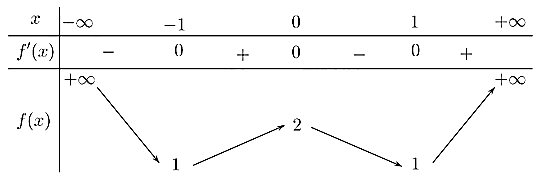 x −∞ −1 0 1 +∞
f′(x) − 0 + 0 − 0 +
+∞ +∞
f(x) 2
1 1